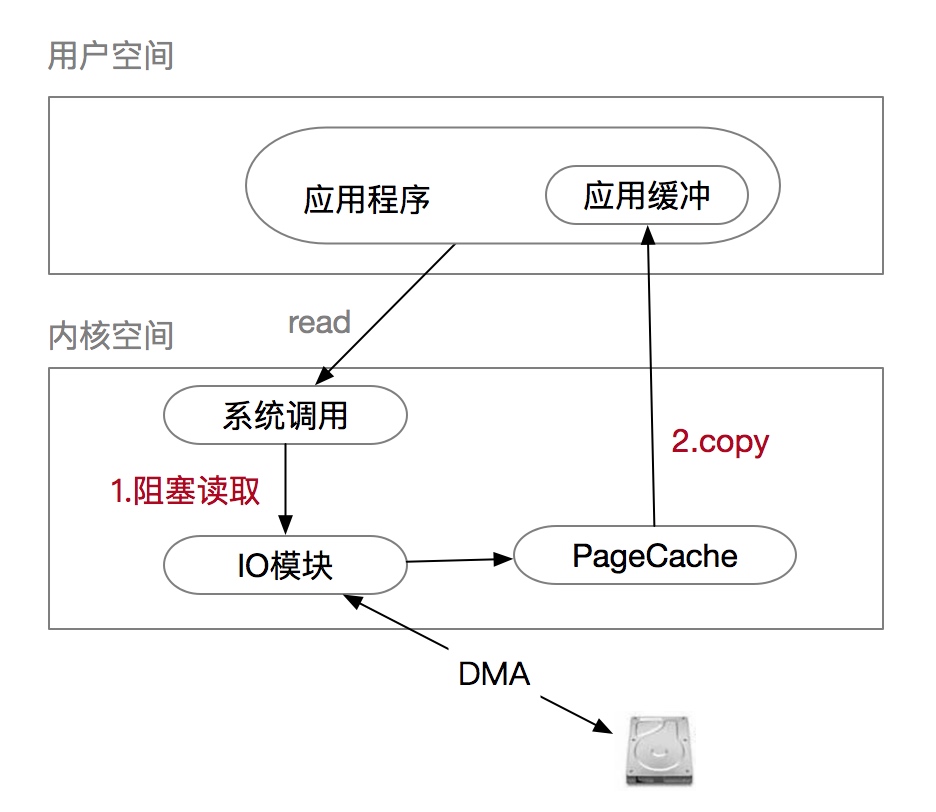 用户空间
应用程序
应用缓冲
read
内核空间
系统调用
1.阻塞读取
2.copy
IO模块
PageCache
DMA